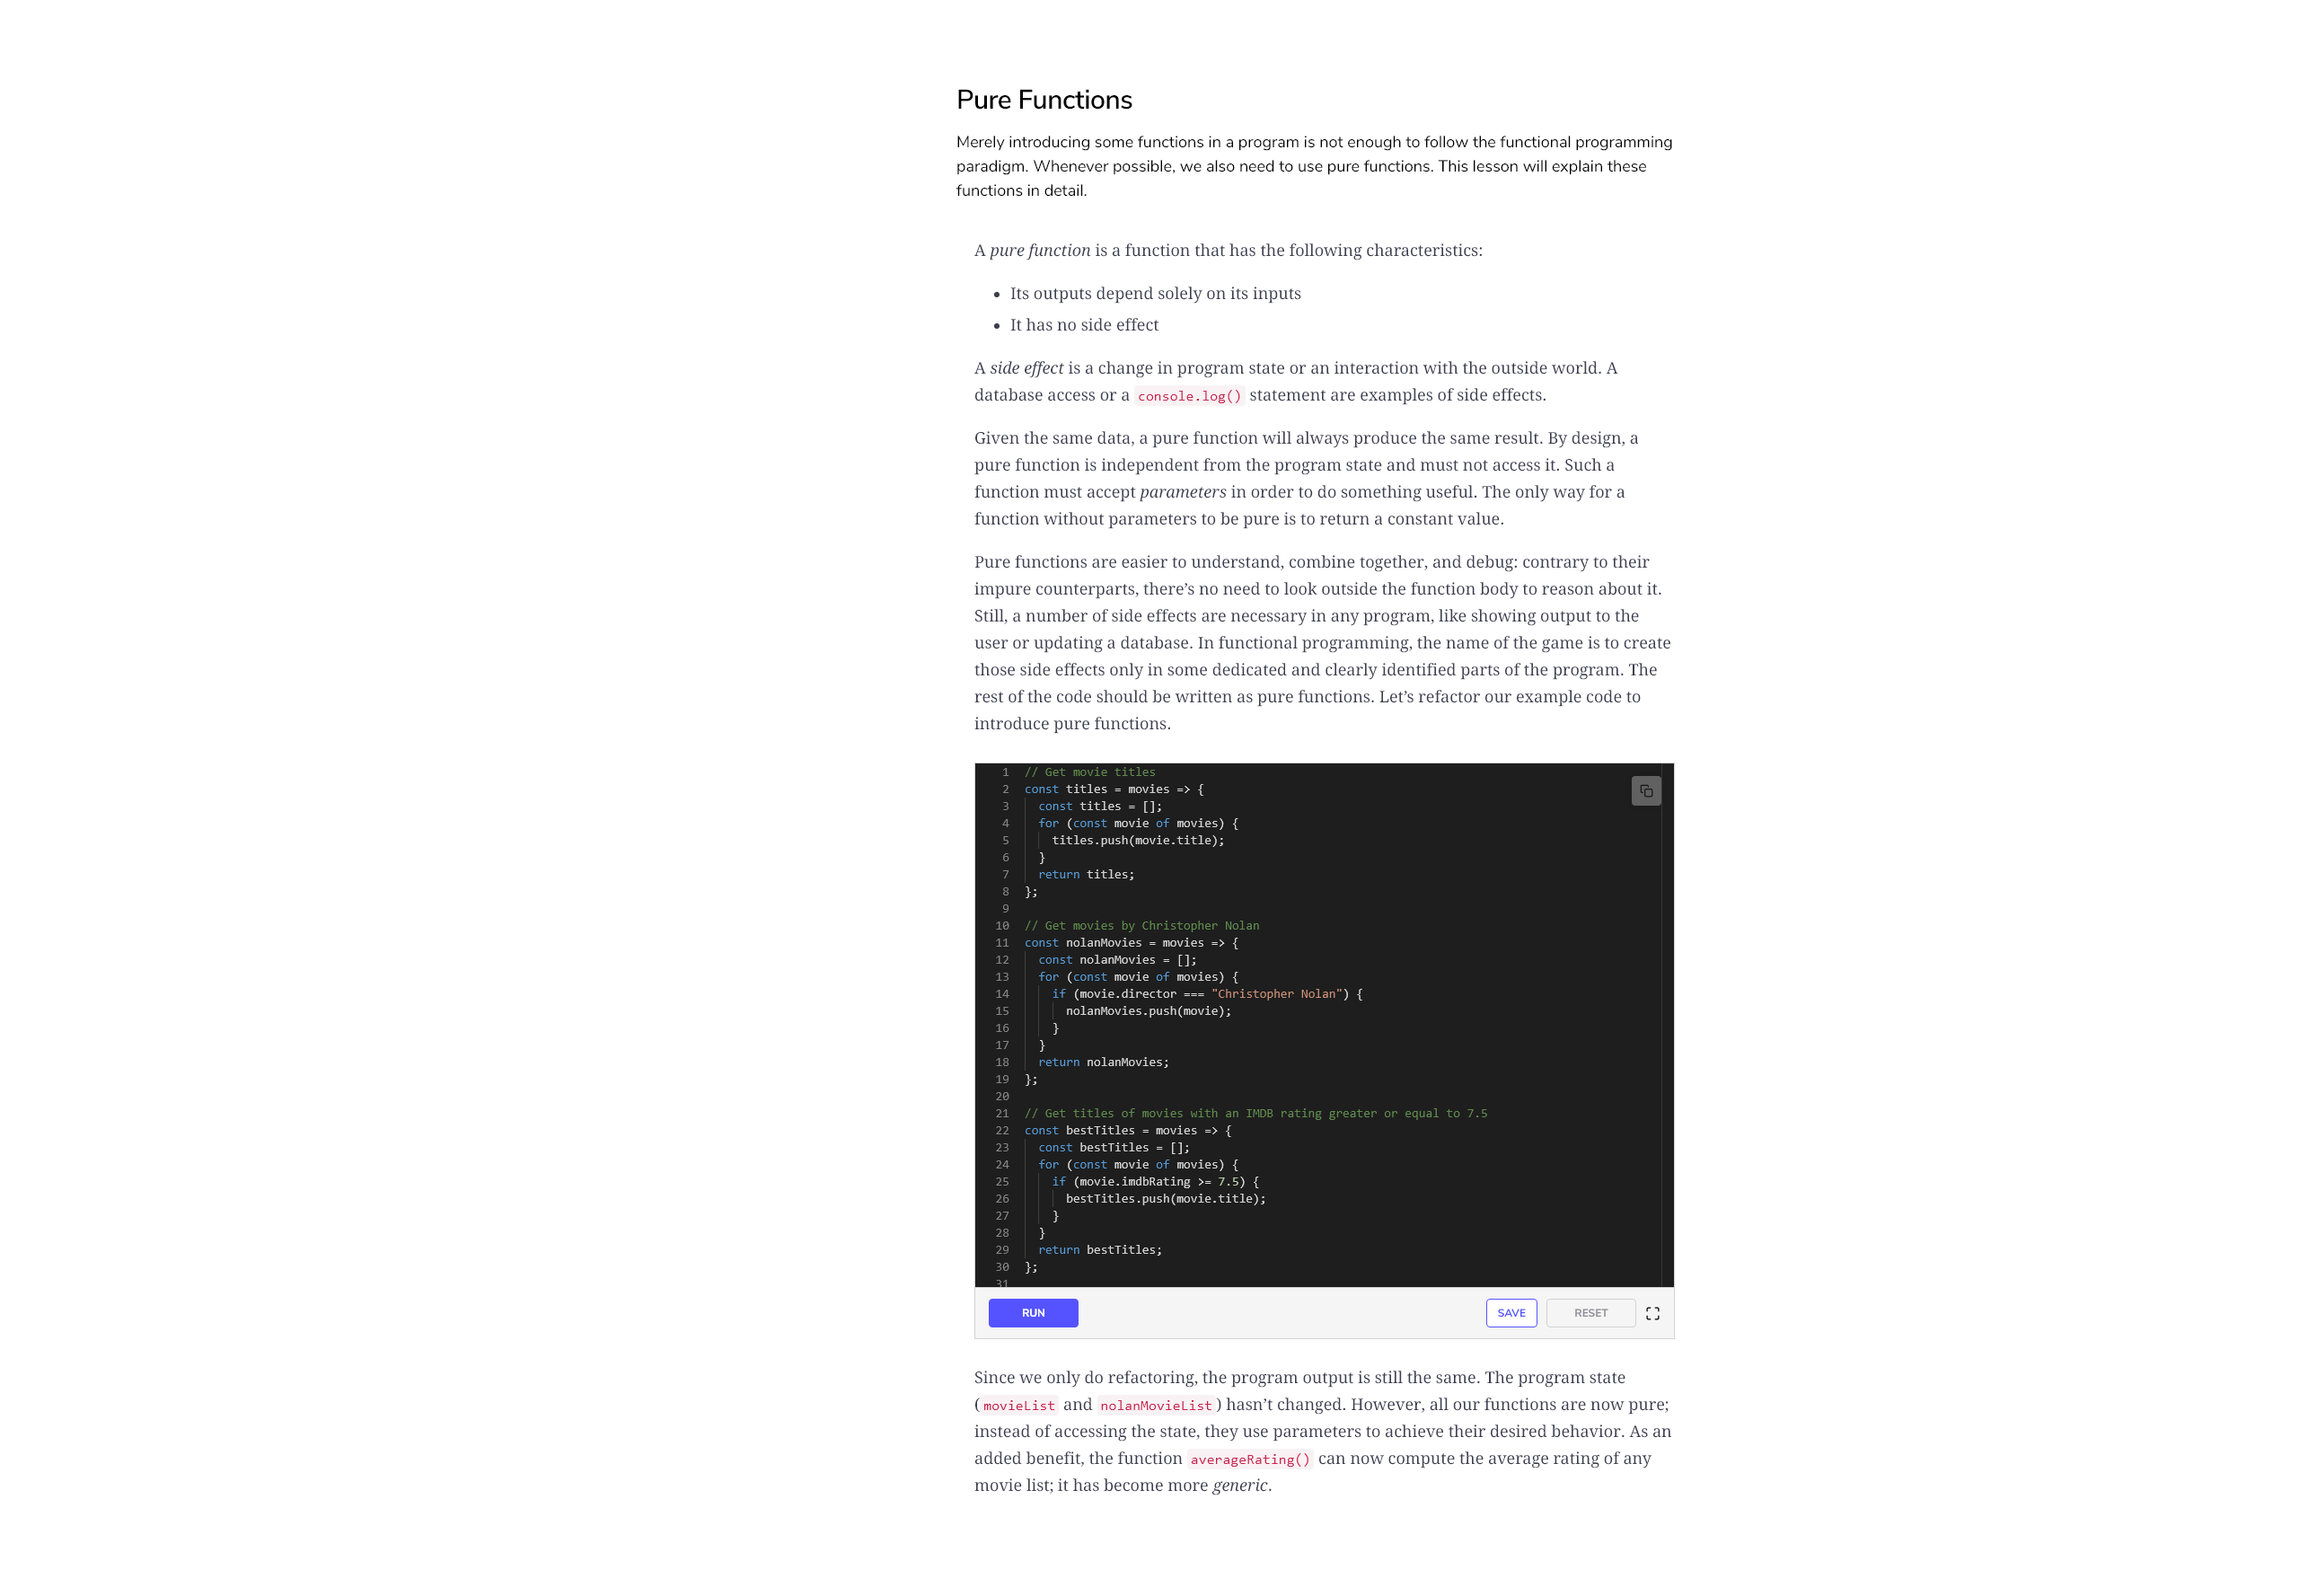 Pure Functions
Merely introducing some functions in a program is not enough to follow the functional programming
paradigm. Whenever possible, we also need to use pure functions. This lesson will explain these
functions in detail.
A pure function is a function that has the following characteristics:
• Its outputs depend solely on its inputs
• It has no side effect
A side effect is a change in program state or an interaction with the outside world. A
database access or a console.log() statement are examples of side effects.
Given the same data, a pure function will always produce the same result. By design, a
pure function is independent from the program state and must not access it. Such a
function must accept parameters in order to do something useful. The only way for a
function without parameters to be pure is to return a constant value.
Pure functions are easier to understand, combine together, and debug: contrary to their
impure counterparts, there’s no need to look outside the function body to reason about it.
Still, a number of side effects are necessary in any program, like showing output to the
user or updating a database. In functional programming, the name of the game is to create
those side effects only in some dedicated and clearly identified parts of the program. The
rest of the code should be written as pure functions. Let’s refactor our example code to
introduce pure functions.
1 // Get movie titles
2 const titles = movies => {
3   const titles = [];
4   for (const movie of movies) {
5     titles.push(movie.title);
6   }
7   return titles;
8 };
9
10 // Get movies by Christopher Nolan
11 const nolanMovies = movies => {
12   const nolanMovies = [];
13   for (const movie of movies) {
14     if (movie.director === "Christopher Nolan") {
15       nolanMovies.push(movie);
16     }
17   }
18   return nolanMovies;
19 };
20
21 // Get titles of movies with an IMDB rating greater or equal to 7.5
22 const bestTitles = movies => {
23   const bestTitles = [];
24   for (const movie of movies) {
25     if (movie.imdbRating >= 7.5) {
26       bestTitles.push(movie.title);
27     }
28   }
29   return bestTitles;
30 };
31
RUN SAVE RESET
Since we only do refactoring, the program output is still the same. The program state
(movieList and nolanMovieList) hasn’t changed. However, all our functions are now pure;
instead of accessing the state, they use parameters to achieve their desired behavior. As an
added benefit, the function averageRating() can now compute the average rating of any
movie list; it has become more generic.